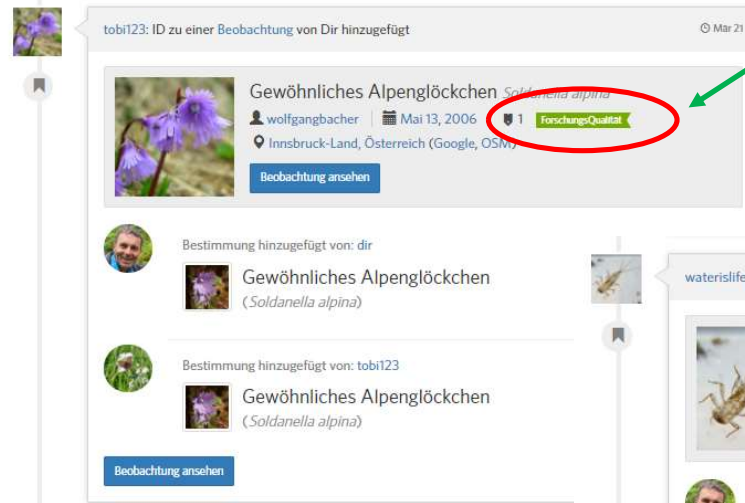 tobi123: ID zu einer Beobachtung von Dir hinzugefügt
Mar 21
Gewöhnliches Alpenglöckchen Soldanella alpina
wolfgangbacher Mai 13, 2006 1 ForschungsQualität
Innsbruck-Land, Österreich (Google, OSM)
Beobachtung ansehen
Bestimmung hinzugefügt von: dir
Gewöhnliches Alpenglöckchen
(Soldanella alpina)
Bestimmung hinzugefügt von: tobi123
Gewöhnliches Alpenglöckchen
(Soldanella alpina)
Beobachtung ansehen
waterislife